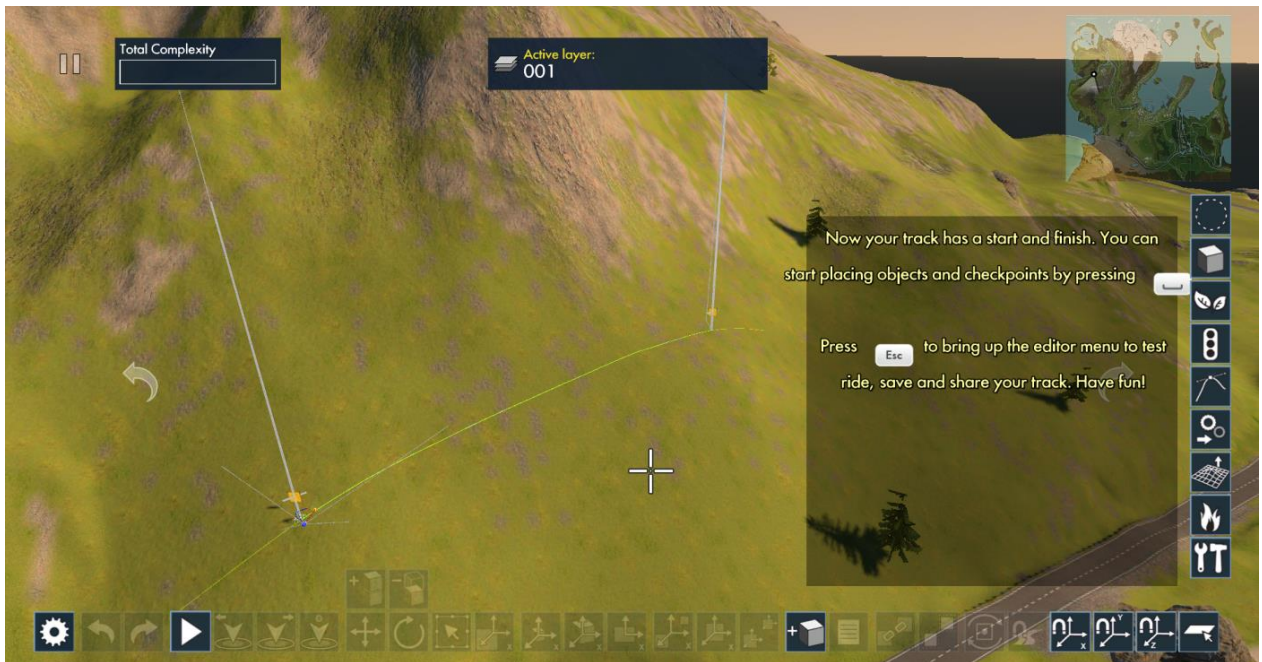 Total Complexity
Active layer:
001
Now your track has a start and finish. You can
start placing objects and checkpoints by pressing
Press Esc to bring up the editor menu to test
ride, save and share your track. Have fun!
X
Y
Z